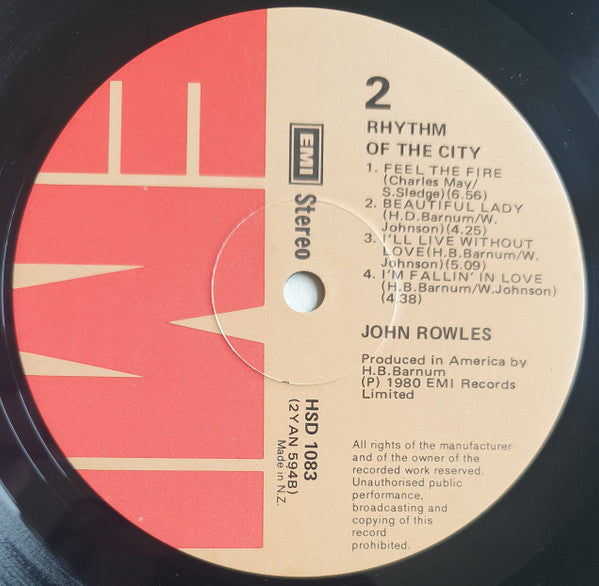 2
RHYTHM
OF THE CITY
1. FEEL THE FIRE
(Charles May/
S.Sledge)(6.56)
2. BEAUTIFUL LADY
(H.D.Barnum/W.
Johnson)(4.25)
3. I'LL LIVE WITHOUT
LOVE(H.B.Barnum/W.
Johnson)(5.09)
4. I'M FALLIN' IN LOVE
(H.B.Barnum/W.Johnson)
(4.38)
JOHN ROWLES
Produced in America by
H.B.Barnum
(P) 1980 EMI Records
Limited
All rights of the manufacturer
and of the owner of the
recorded work reserved.
Unauthorised public
performance,
broadcasting and
copying of this
record
prohibited.
EMI Stereo
HSD 1083
(2YAN 594B)
Made in N.Z.
EMI